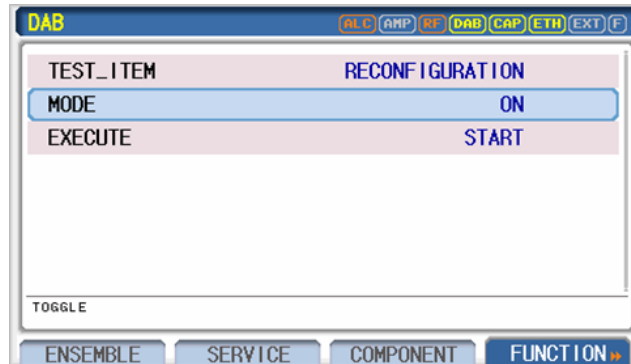 DAB ALC AMP RF DAB CAP ETH EXT F
TEST_ITEM RECONFIGURATION
MODE ON
EXECUTE START
TOGGLE
ENSEMBLE SERVICE COMPONENT FUNCTION